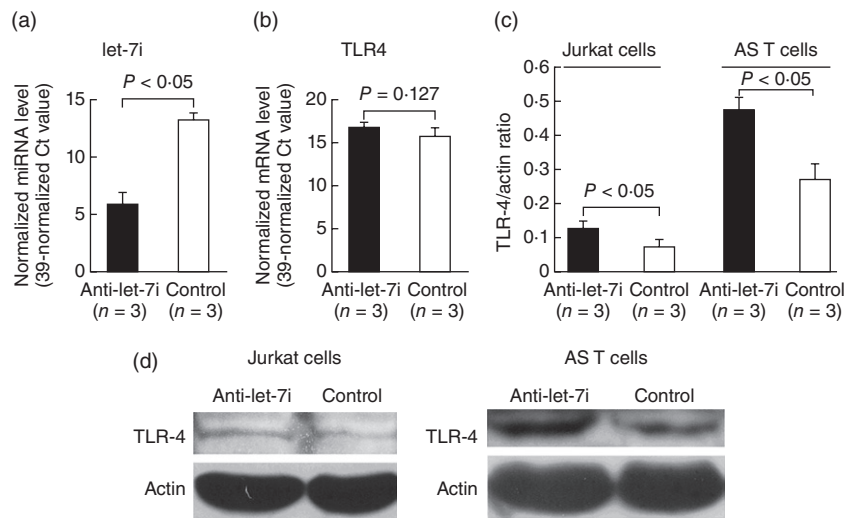 (a)
let-7i
P < 0·05
Normalized miRNA level
(39-normalized Ct value)
15
10
5
0
Anti-let-7i Control
(n = 3) (n = 3)
(b)
TLR4
P = 0·127
Normalized mRNA level
(39-normalized Ct value)
20
15
10
5
0
Anti-let-7i Control
(n = 3) (n = 3)
(c)
Jurkat cells AS T cells
P < 0·05
P < 0·05
TLR-4/actin ratio
0·6
0·5
0·4
0·3
0·2
0·1
0
Anti-let-7i Control Anti-let-7i Control
(n = 3) (n = 3) (n = 3) (n = 3)
(d)
Jurkat cells
Anti-let-7i Control
TLR-4
Actin
AS T cells
Anti-let-7i Control
TLR-4
Actin